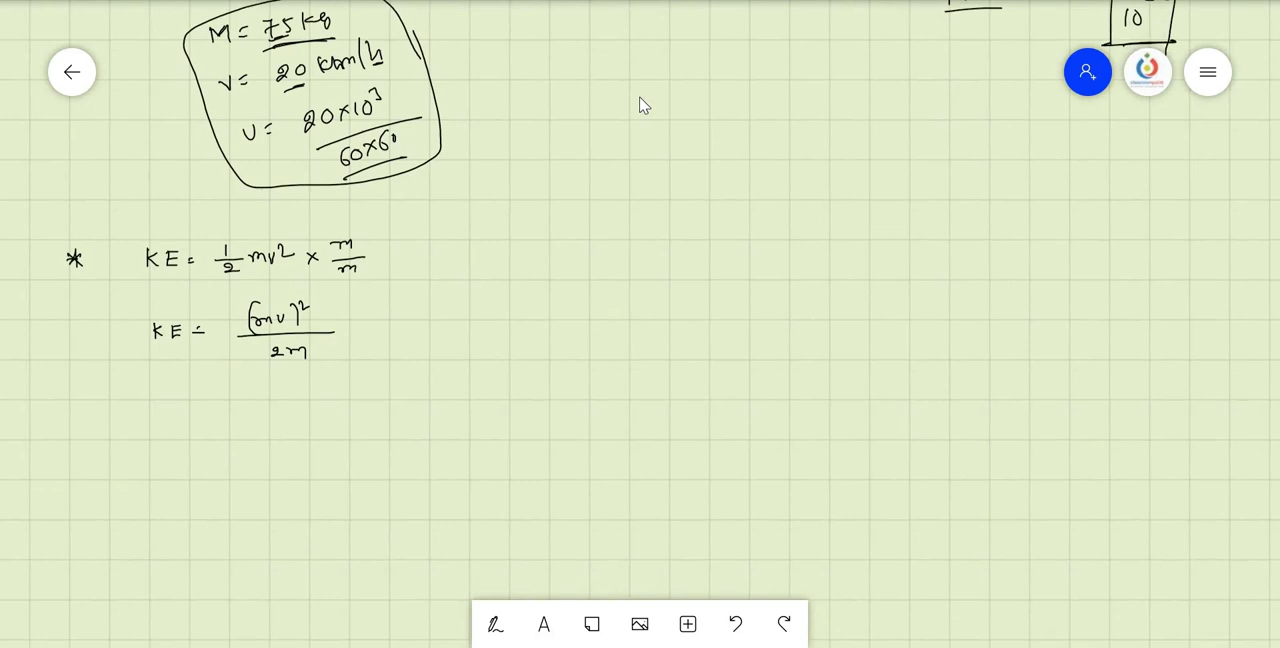 10
M = 75 kg
V = 20 km/h
v = 20×10³
60×60
* KE = 1/2 mv² × m/m
KE = (mv)²
2m
A